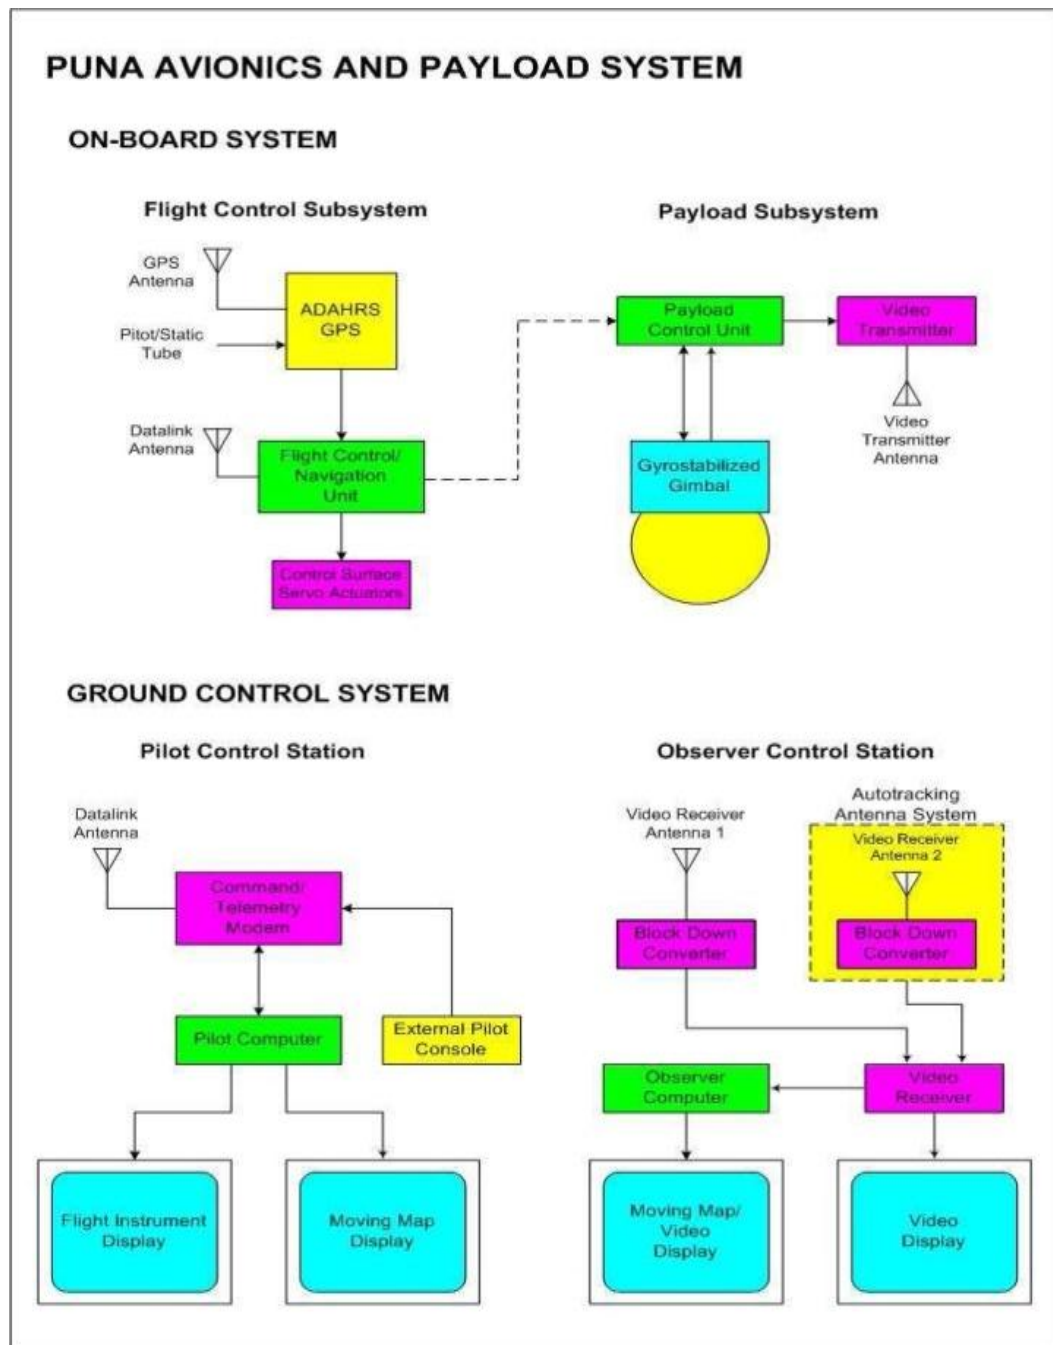 PUNA AVIONICS AND PAYLOAD SYSTEM
ON-BOARD SYSTEM
Flight Control Subsystem
GPS
Antenna
ADAHRS
GPS
Pitot/Static
Tube
Datalink
Antenna
Flight Control/
Navigation
Unit
Control Surface
Servo Actuators
Payload Subsystem
Payload
Control Unit
Video
Transmitter
Video
Transmitter
Antenna
Gyrostabilized
Gimbal
GROUND CONTROL SYSTEM
Pilot Control Station
Datalink
Antenna
Command/
Telemetry
Modem
Pilot Computer
External Pilot
Console
Flight Instrument
Display
Moving Map
Display
Observer Control Station
Video Receiver
Antenna 1
Autotracking
Antenna System
Video Receiver
Antenna 2
Block Down
Converter
Block Down
Converter
Observer
Computer
Video
Receiver
Moving Map/
Video
Display
Video
Display